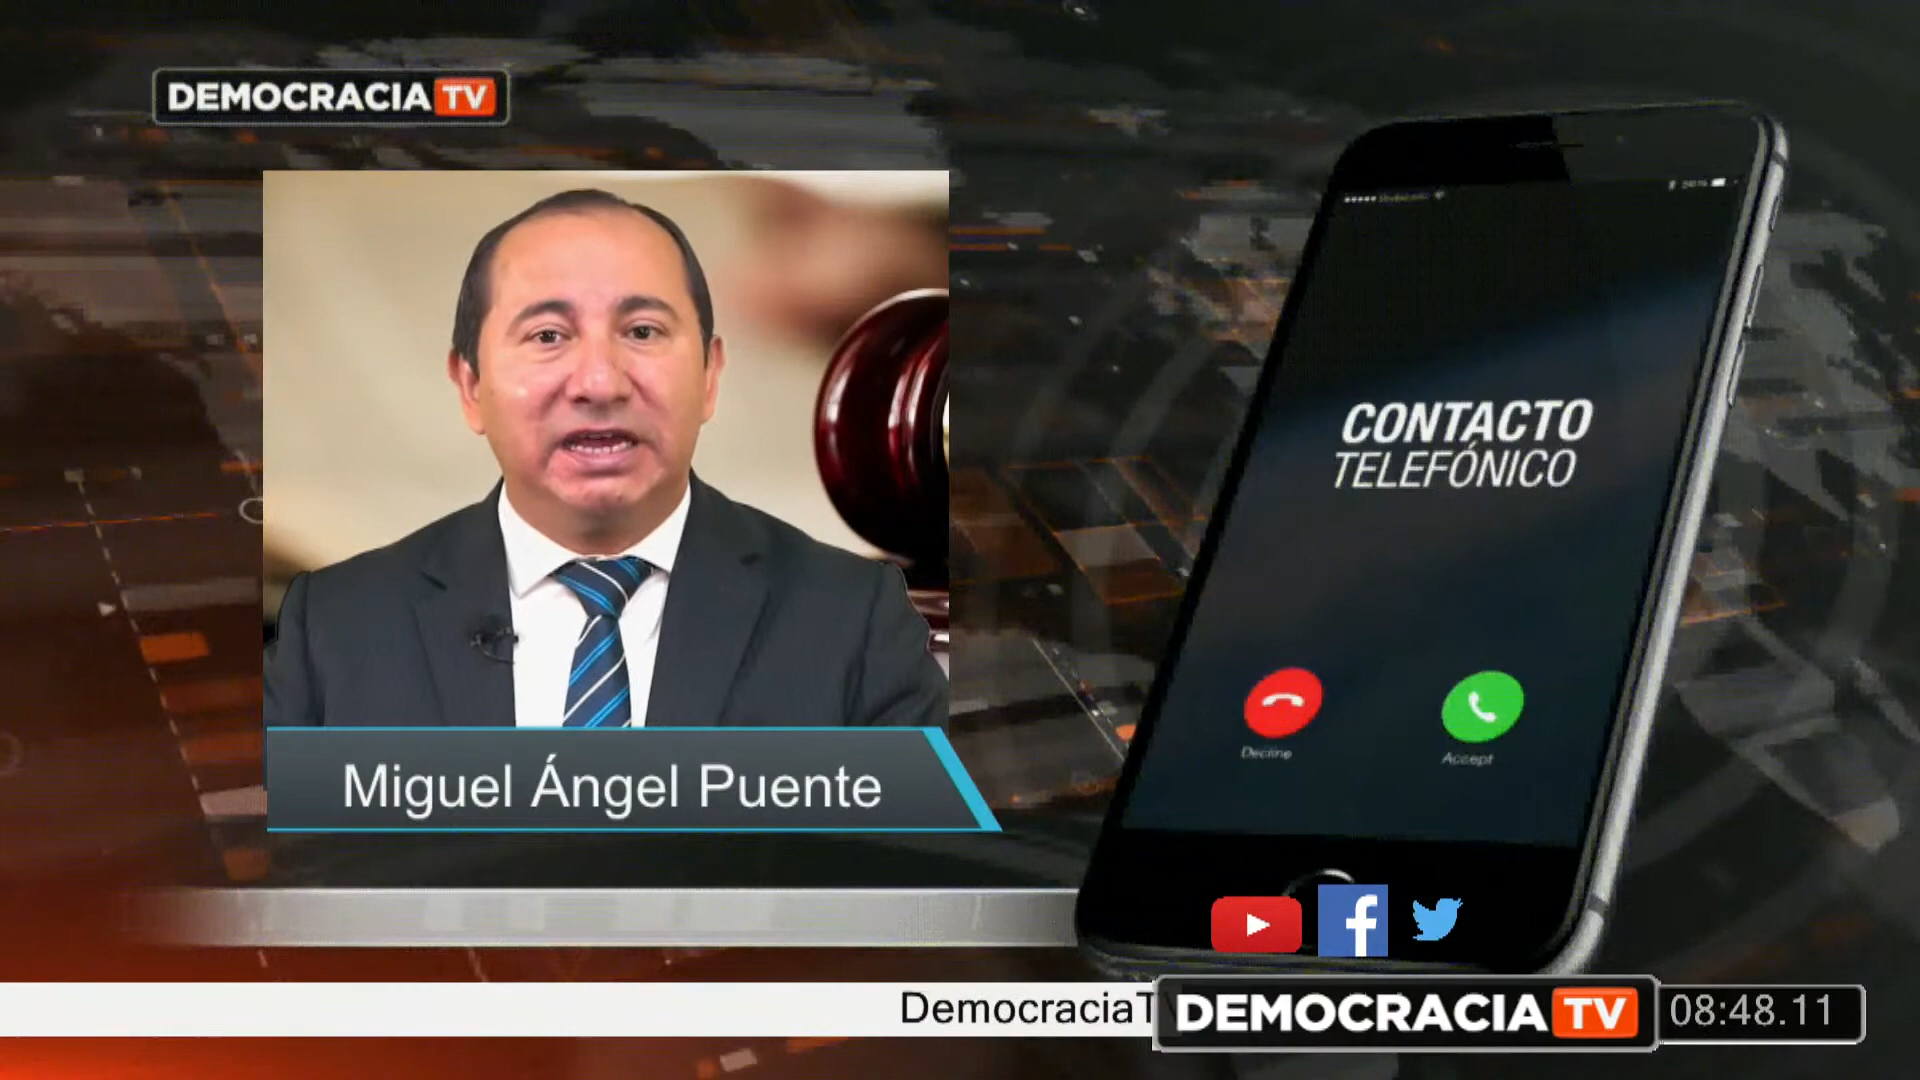 DEMOCRACIA TV
CONTACTO
TELEFÓNICO
Decline
Accept
Miguel Ángel Puente
DemocraciaT
DEMOCRACIA TV
08:48.11